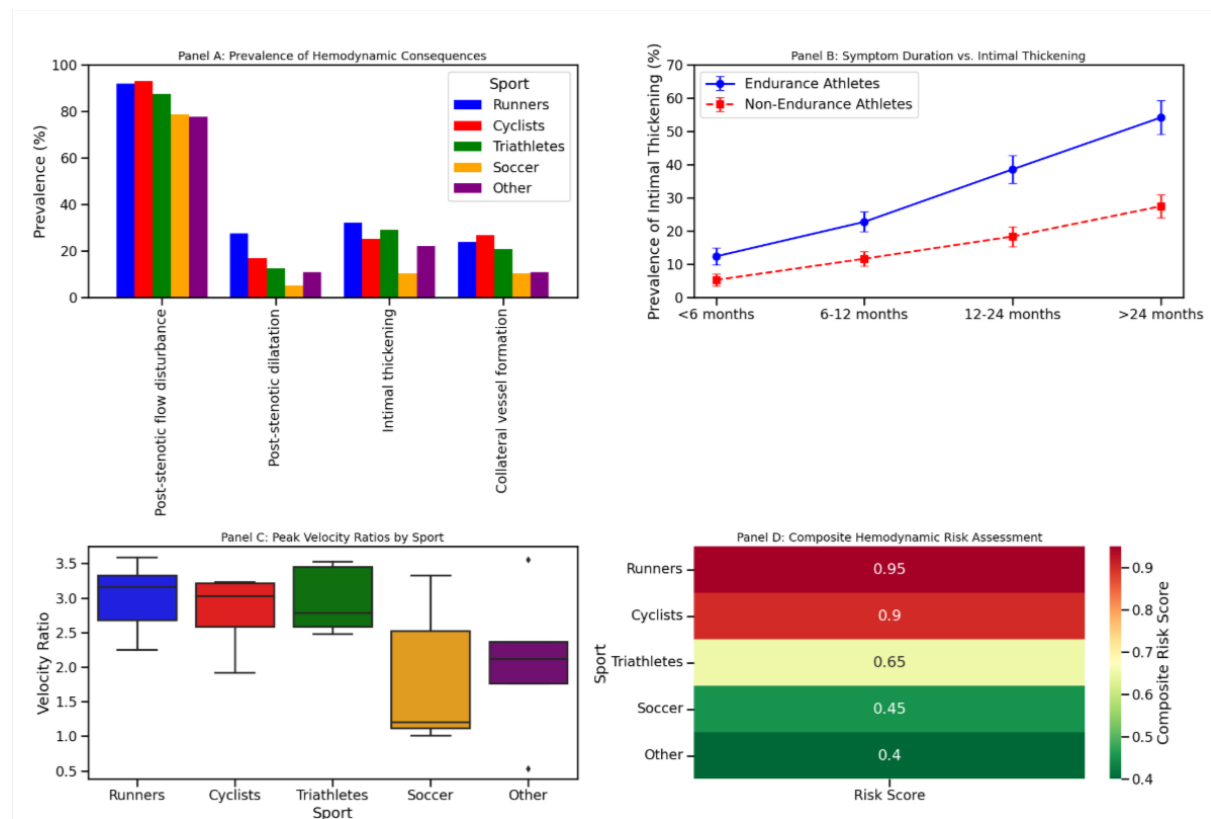 Panel A: Prevalence of Hemodynamic Consequences
Prevalence (%)
100
80
60
40
20
0
Sport
Runners
Cyclists
Triathletes
Soccer
Other
Post-stenotic flow disturbance
Post-stenotic dilatation
Intimal thickening
Collateral vessel formation
Panel B: Symptom Duration vs. Intimal Thickening
Prevalence of Intimal Thickening (%)
70
60
50
40
30
20
10
0
Endurance Athletes
Non-Endurance Athletes
<6 months
6-12 months
12-24 months
>24 months
Panel C: Peak Velocity Ratios by Sport
Velocity Ratio
3.5
3.0
2.5
2.0
1.5
1.0
0.5
Runners
Cyclists
Triathletes
Soccer
Other
Sport
Panel D: Composite Hemodynamic Risk Assessment
Sport
Runners
0.95
Cyclists
0.9
Triathletes
0.65
Soccer
0.45
Other
0.4
Risk Score
0.9
0.8
0.7
0.6
0.5
0.4
Composite Risk Score